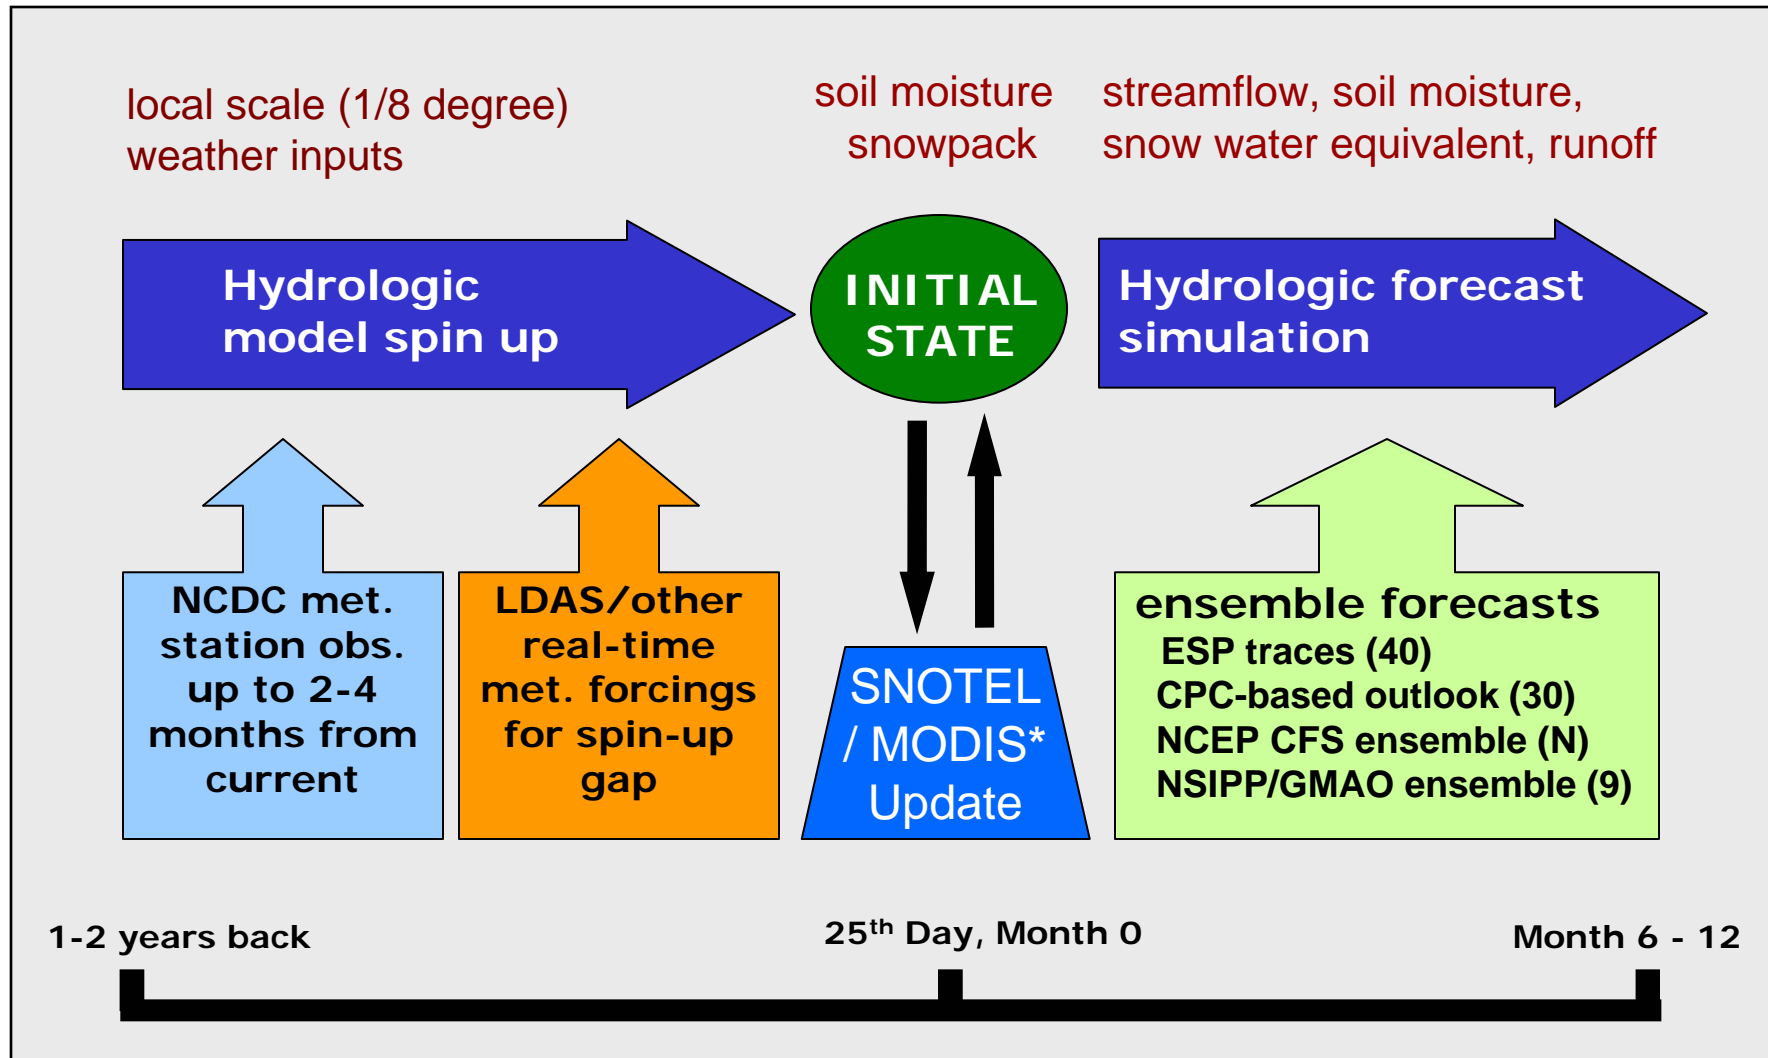 local scale (1/8 degree)
weather inputs
soil moisture
snowpack
streamflow, soil moisture,
snow water equivalent, runoff
Hydrologic
model spin up
INITIAL
STATE
Hydrologic forecast
simulation
NCDC met.
station obs.
up to 2-4
months from
current
LDAS/other
real-time
met. forcings
for spin-up
gap
SNOTEL
/ MODIS*
Update
ensemble forecasts
ESP traces (40)
CPC-based outlook (30)
NCEP CFS ensemble (N)
NSIPP/GMAO ensemble (9)
1-2 years back
25th Day, Month 0
Month 6 - 12